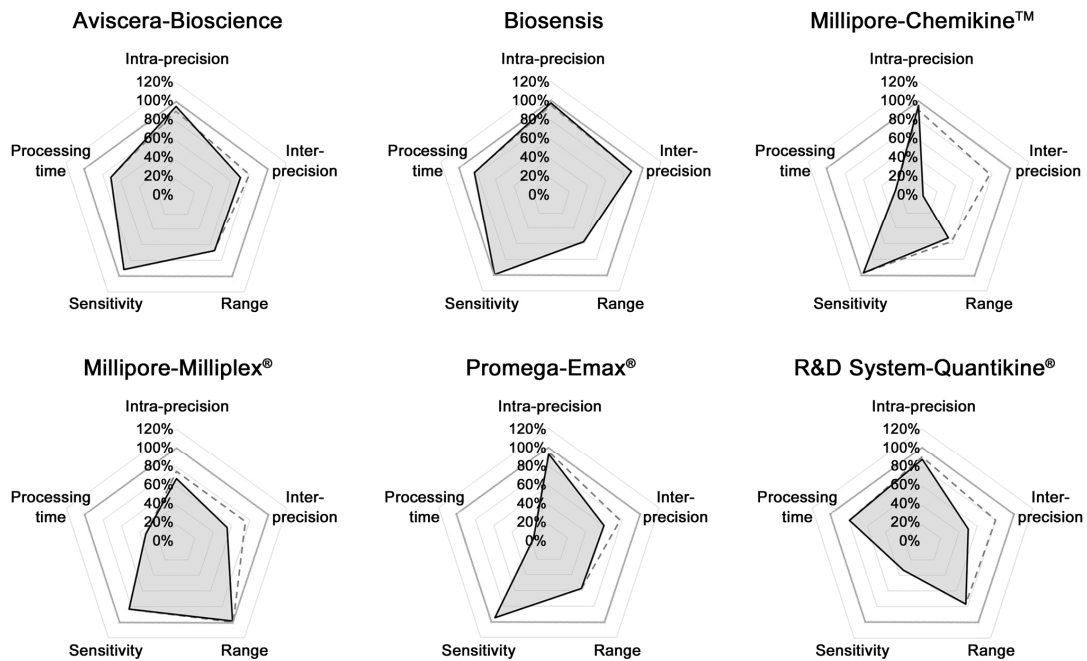 Aviscera-Bioscience
Intra-precision
120%
100%
80%
60%
40%
20%
0%
Processing
time
Inter-
precision
Sensitivity
Range
Biosensis
Intra-precision
120%
100%
80%
60%
40%
20%
0%
Processing
time
Inter-
precision
Sensitivity
Range
Millipore-Chemikine™
Intra-precision
120%
100%
80%
60%
40%
20%
0%
Processing
time
Inter-
precision
Sensitivity
Range
Millipore-Milliplex®
Intra-precision
120%
100%
80%
60%
40%
20%
0%
Processing
time
Inter-
precision
Sensitivity
Range
Promega-Emax®
Intra-precision
120%
100%
80%
60%
40%
20%
0%
Processing
time
Inter-
precision
Sensitivity
Range
R&D System-Quantikine®
Intra-precision
120%
100%
80%
60%
40%
20%
0%
Processing
time
Inter-
precision
Sensitivity
Range